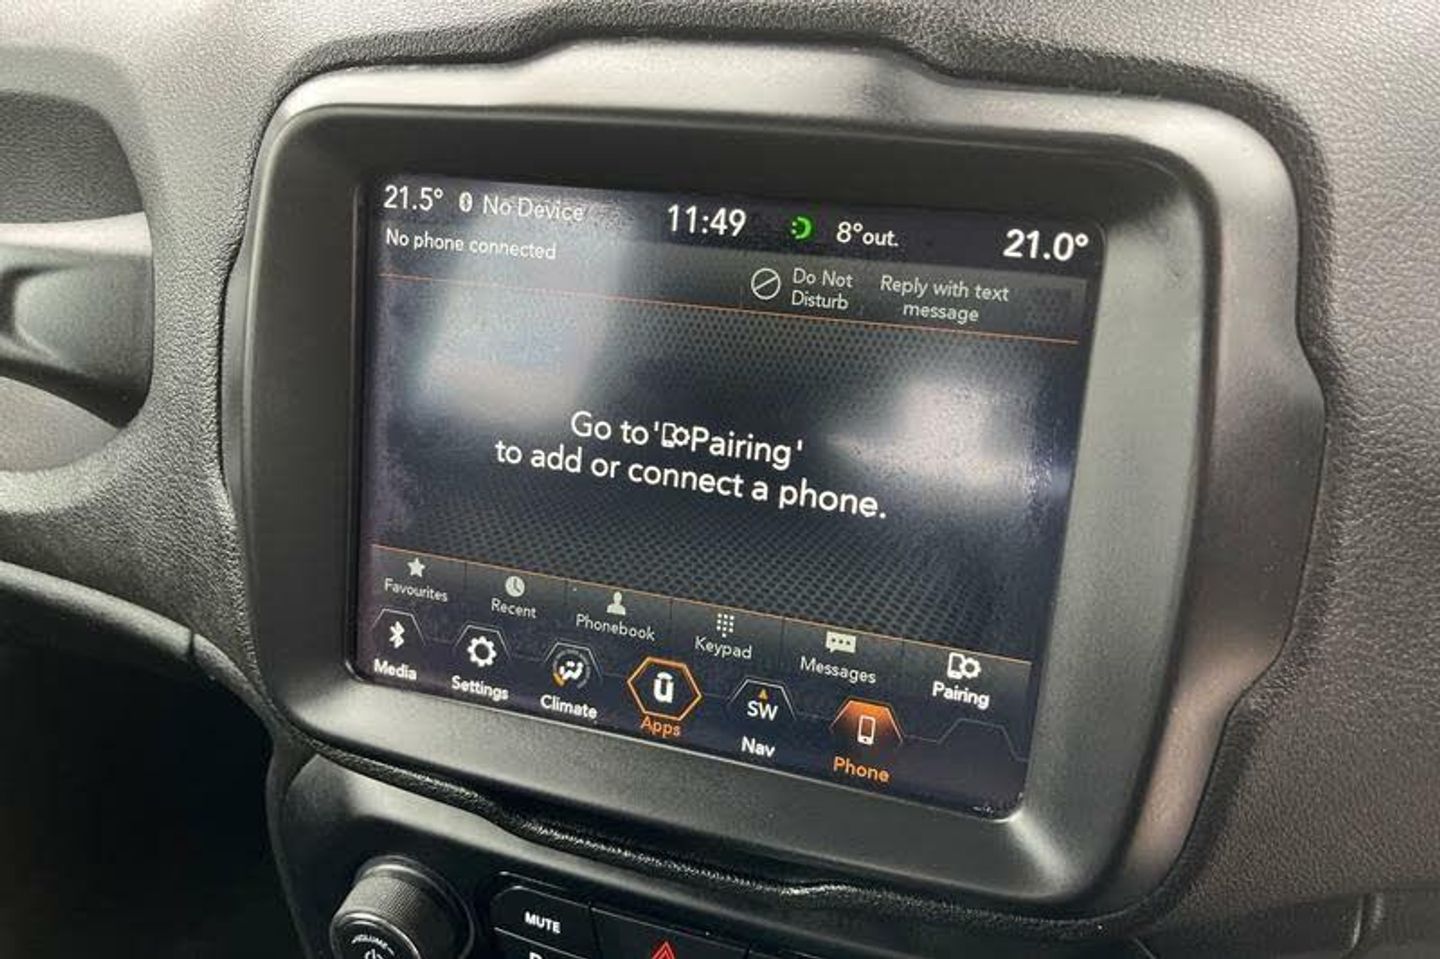 21.5° No Device 11:49 8°out. 21.0°
No phone connected
Do Not
Disturb
Reply with text
message
Go to 'Pairing'
to add or connect a phone.
Favourites Recent Phonebook Keypad Messages Pairing
SW
Media Settings Climate Apps Nav Phone
MUTE
VOLUME